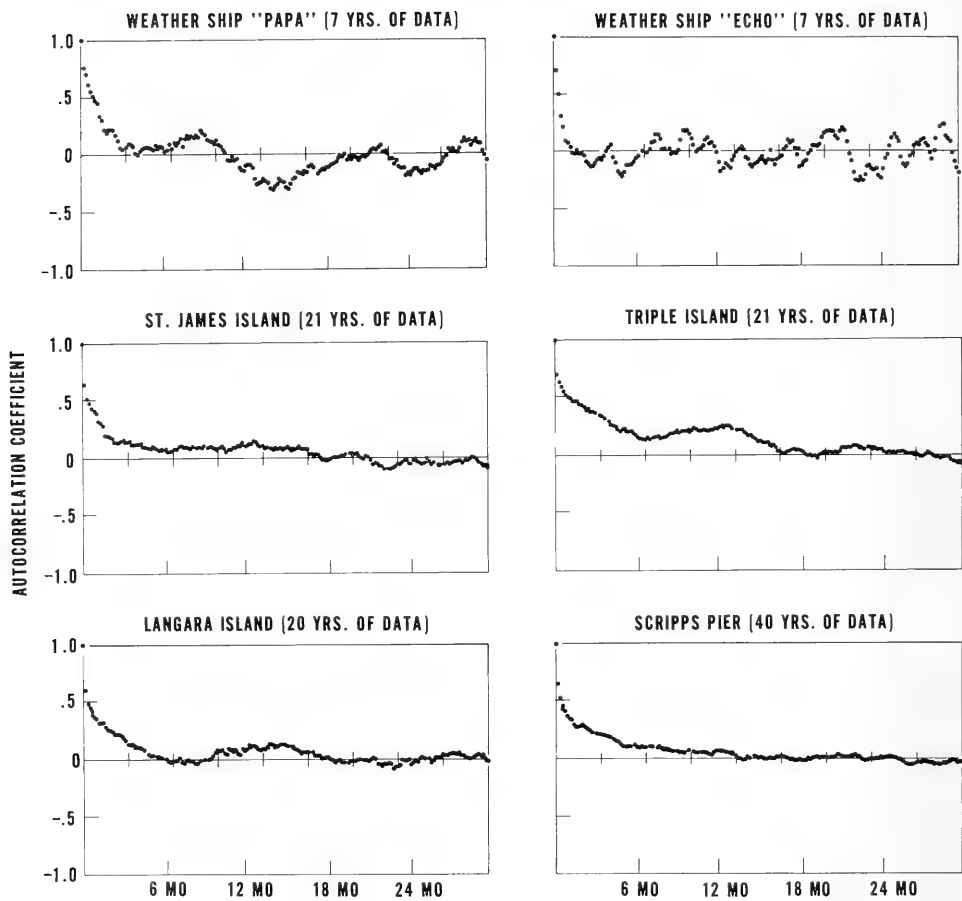 WEATHER SHIP "PAPA" (7 YRS. OF DATA)
1.0
.5
0
-.5
-1.0
WEATHER SHIP "ECHO" (7 YRS. OF DATA)
AUTOCORRELATION COEFFICIENT
ST. JAMES ISLAND (21 YRS. OF DATA)
1.0
.5
0
-.5
-1.0
TRIPLE ISLAND (21 YRS. OF DATA)
LANGARA ISLAND (20 YRS. OF DATA)
1.0
.5
0
-.5
-1.0
6 MO 12 MO 18 MO 24 MO
SCRIPPS PIER (40 YRS. OF DATA)
6 MO 12 MO 18 MO 24 MO